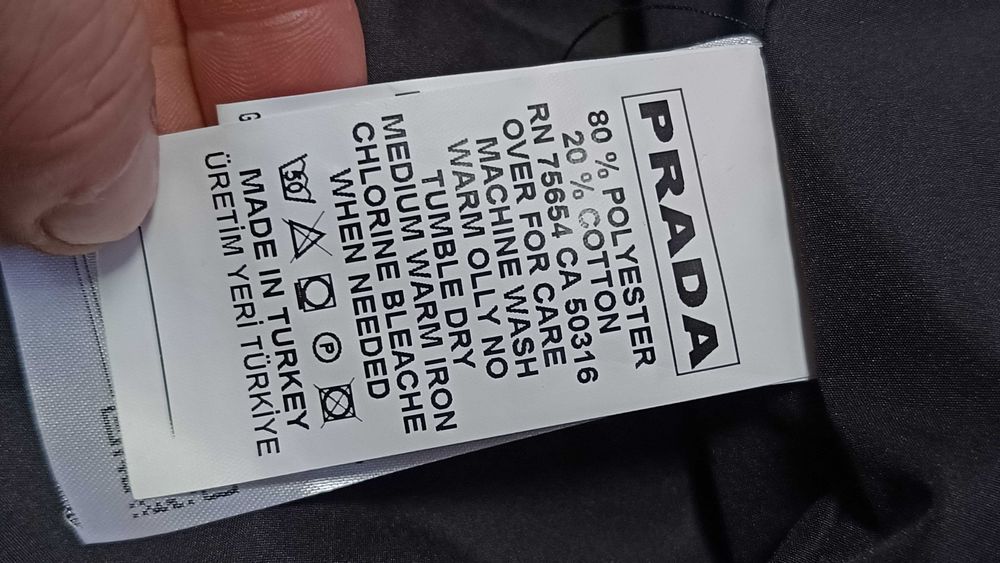 PRADA
80 % POLYESTER
20 % COTTON
RN 75654 CA 50316
OVER FOR CARE
MACHINE WASH
WARM OLLY NO
TUMBLE DRY
MEDIUM WARM IRON
CHLORINE BLEACHE
WHEN NEEDED
30
P
MADE IN TURKEY
ÜRETİM YERİ TÜRKİYE